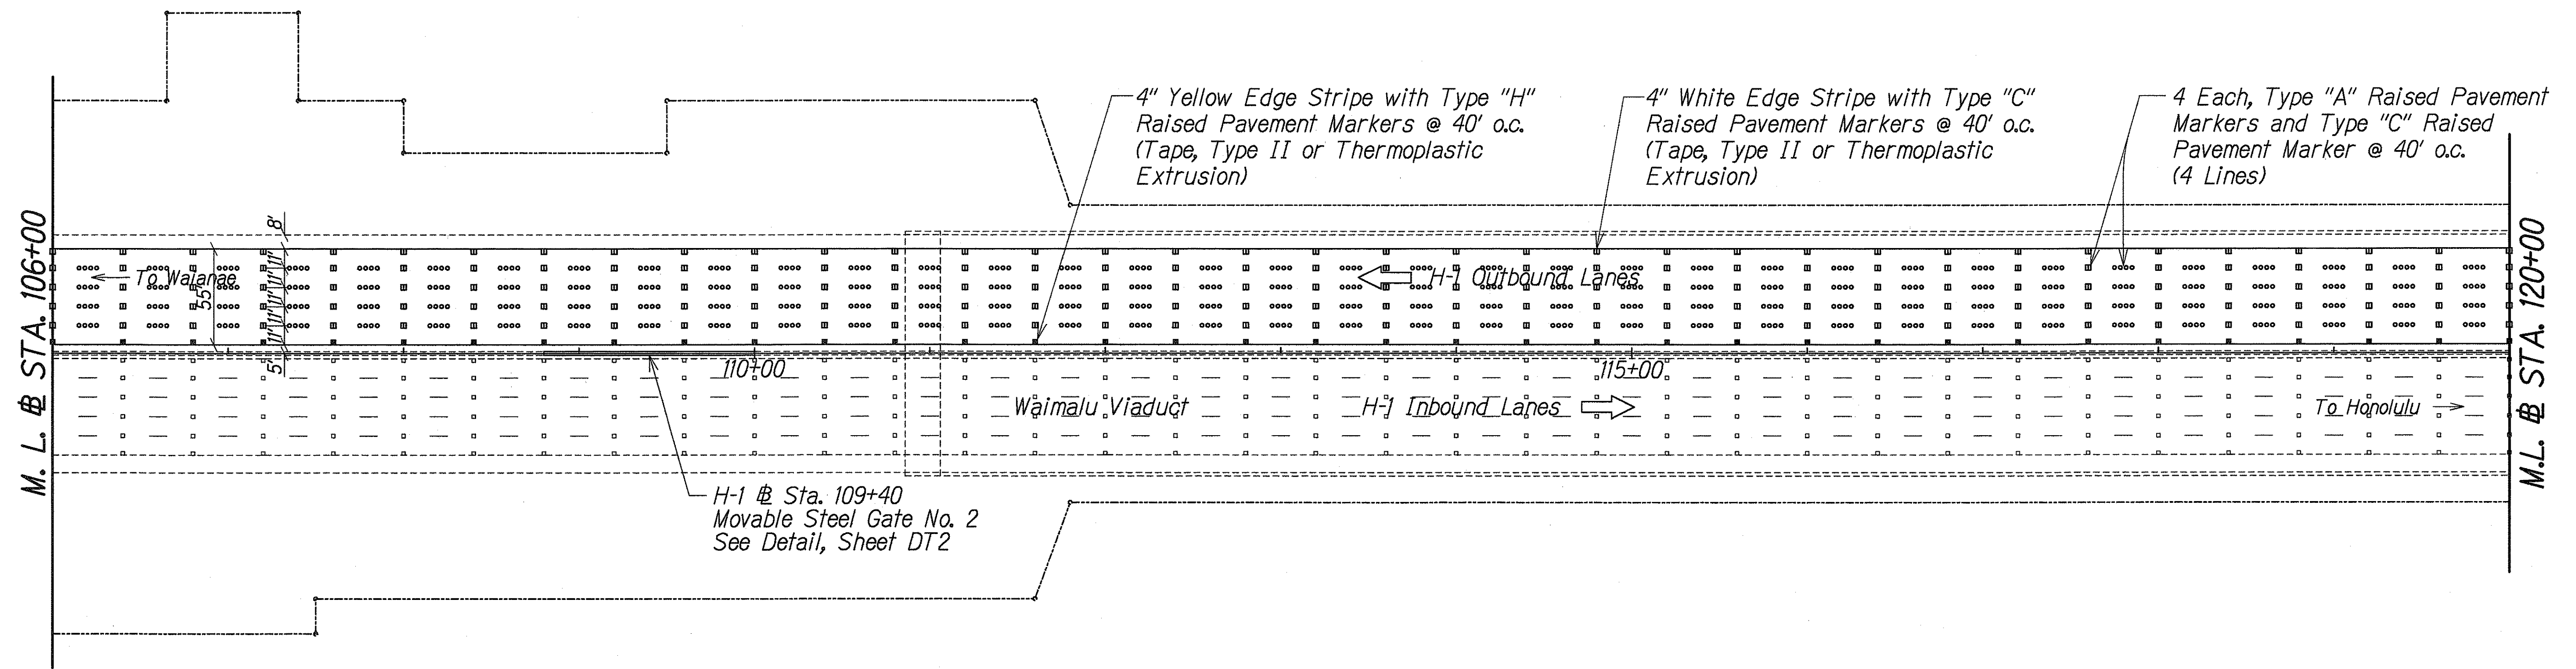 4" Yellow Edge Stripe with Type "H"
Raised Pavement Markers @ 40' o.c.
(Tape, Type II or Thermoplastic
Extrusion)
4" White Edge Stripe with Type "C"
Raised Pavement Markers @ 40' o.c.
(Tape, Type II or Thermoplastic
Extrusion)
4 Each, Type "A" Raised Pavement
Markers and Type "C" Raised
Pavement Marker @ 40' o.c.
(4 Lines)
M. L. ⅊ STA. 106+00
8'
11'
11'
11'
11'
11'
55'
5'
To Waianae
H-1 Outbound Lanes
110+00
115+00
Waimalu Viaduct
H-1 Inbound Lanes
To Honolulu
M.L. ⅊ STA. 120+00
H-1 ⅊ Sta. 109+40
Movable Steel Gate No. 2
See Detail, Sheet DT2